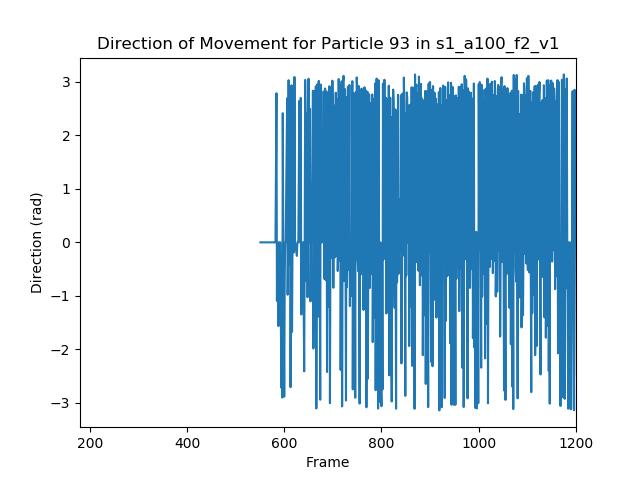 Direction of Movement for Particle 93 in s1_a100_f2_v1
Direction (rad)
3
2
1
0
−1
−2
−3
200 400 600 800 1000 1200
Frame